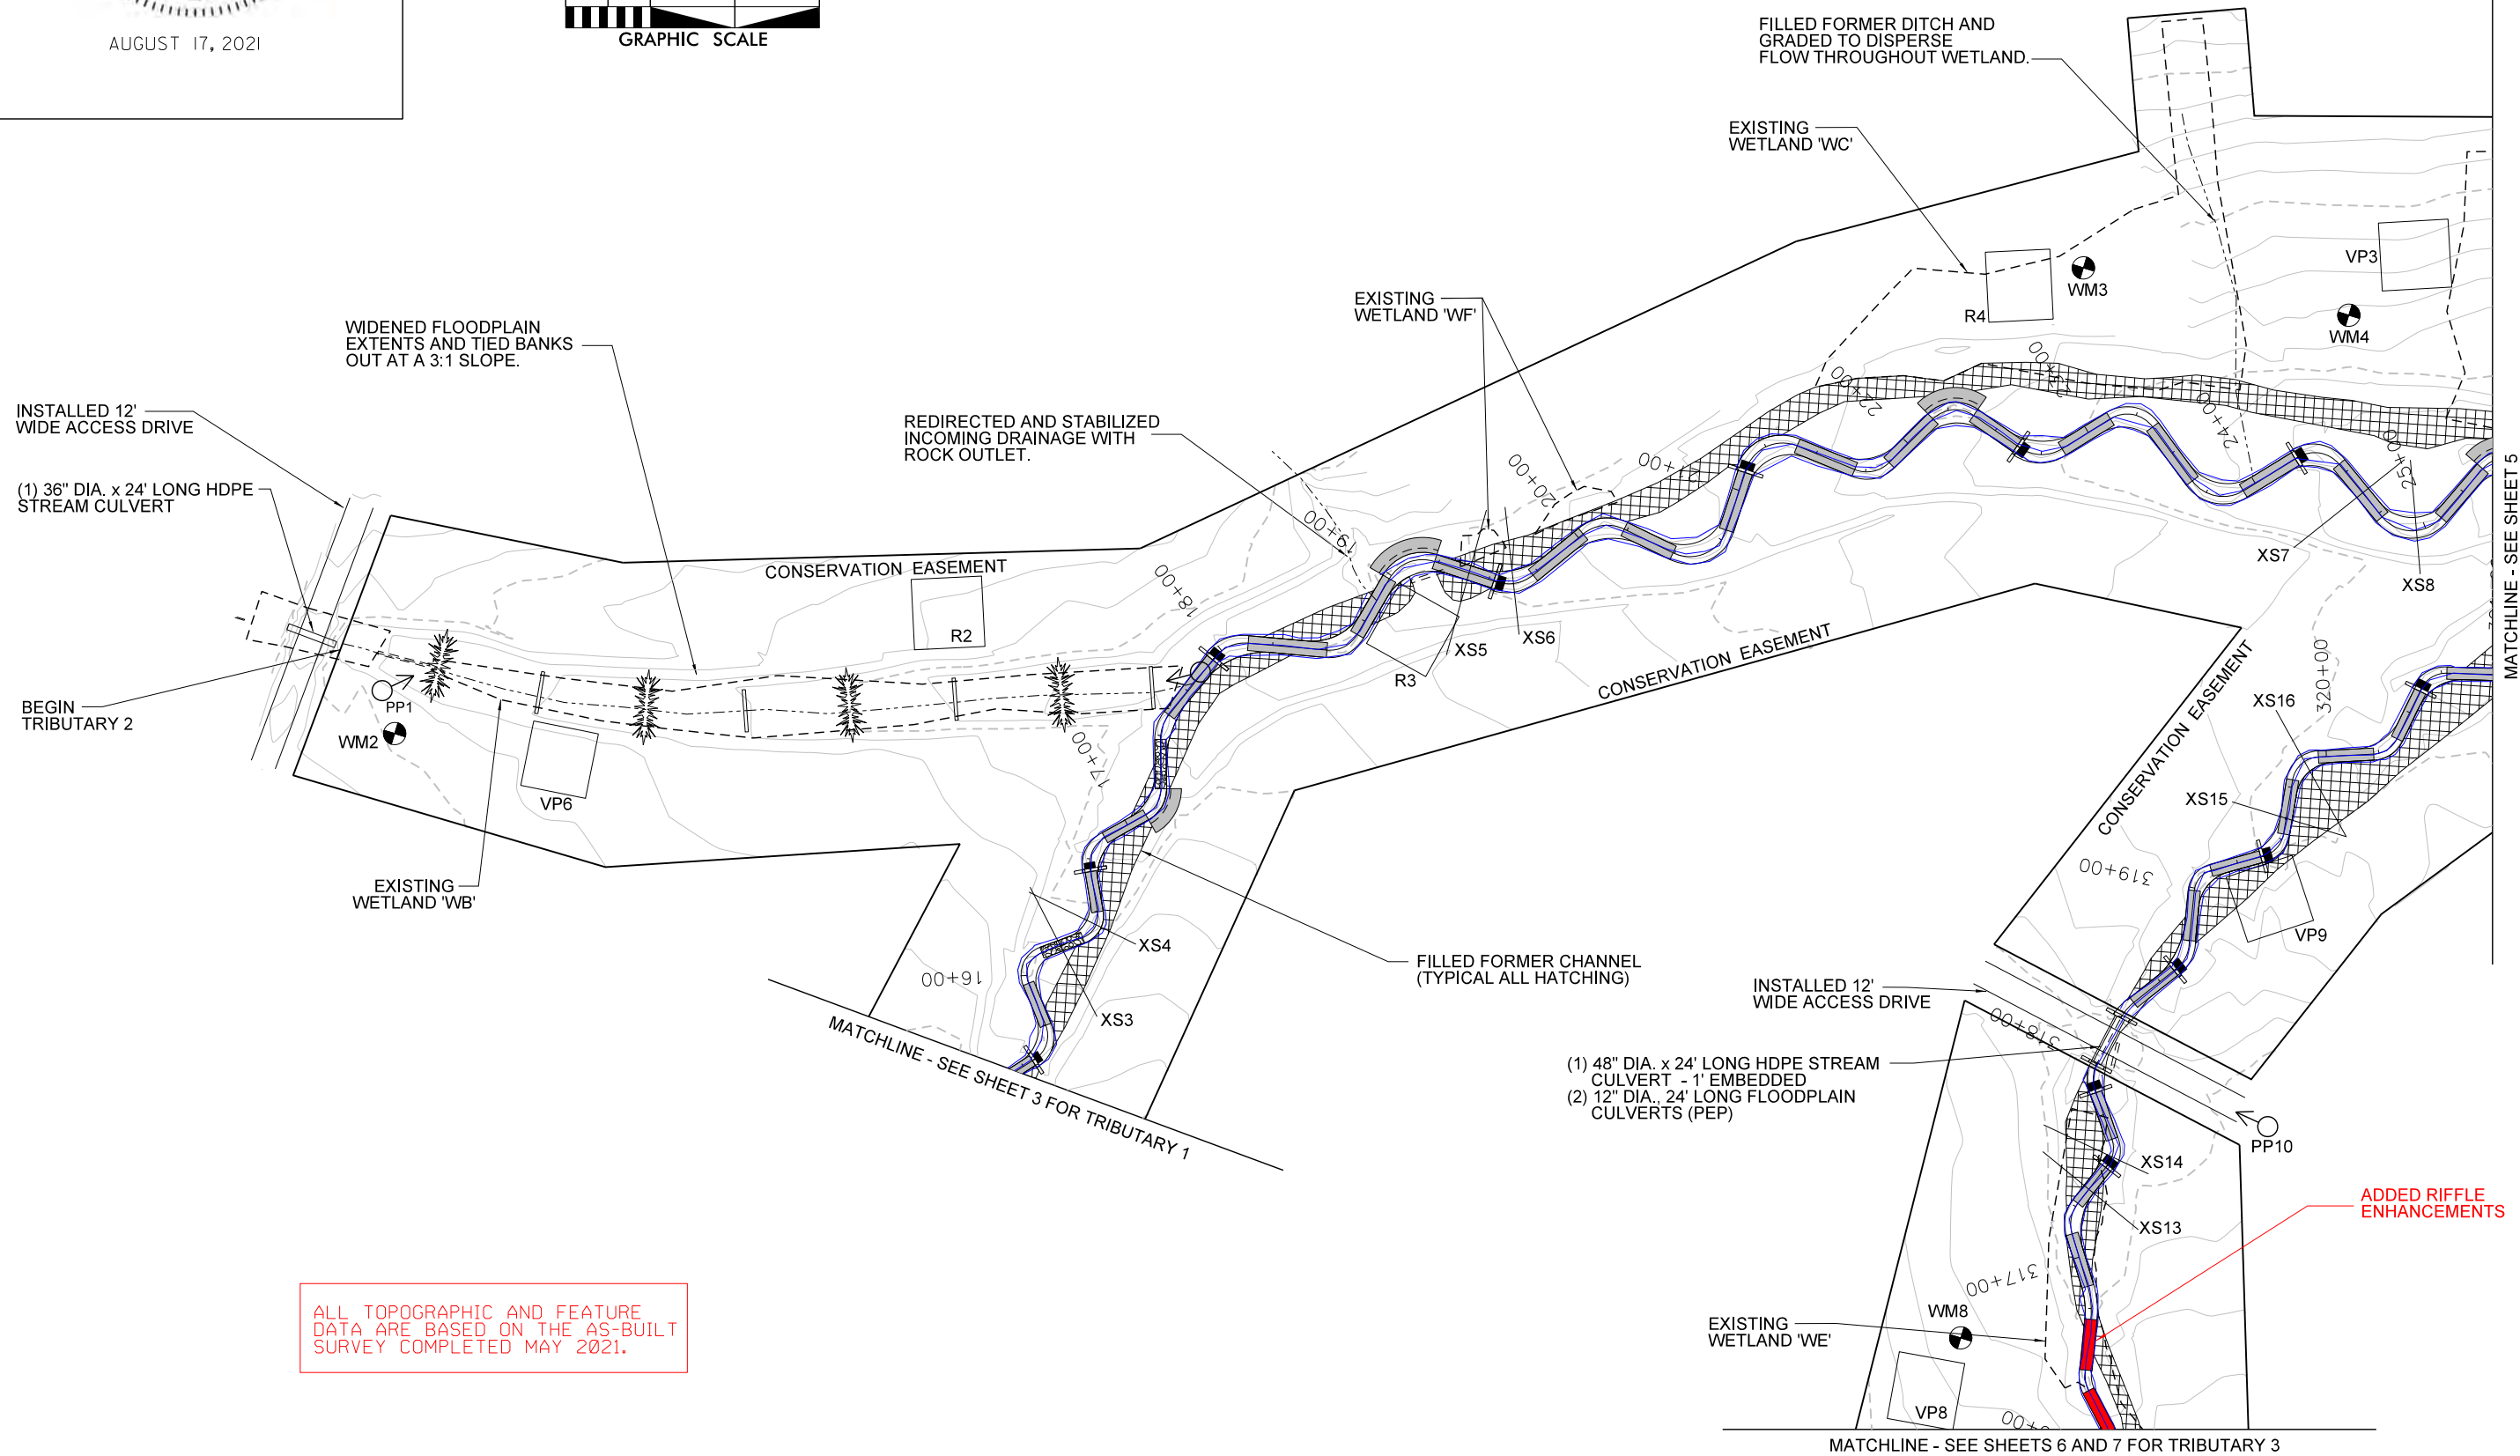 AUGUST 17, 2021
GRAPHIC SCALE
FILLED FORMER DITCH AND
GRADED TO DISPERSE
FLOW THROUGHOUT WETLAND.
EXISTING
WETLAND 'WC'
VP3
WM3
R4
WM4
EXISTING
WETLAND 'WF'
WIDENED FLOODPLAIN
EXTENTS AND TIED BANKS
OUT AT A 3:1 SLOPE.
INSTALLED 12'
WIDE ACCESS DRIVE
REDIRECTED AND STABILIZED
INCOMING DRAINAGE WITH
ROCK OUTLET.
(1) 36" DIA. x 24' LONG HDPE
STREAM CULVERT
22+00
24+00
25+00
20+00
19+00
18+00
17+00
16+00
MATCHLINE - SEE SHEET 5
XS7
XS8
CONSERVATION EASEMENT
R2
XS5
XS6
R3
CONSERVATION EASEMENT
CONSERVATION EASEMENT
BEGIN
TRIBUTARY 2
PP1
WM2
VP6
EXISTING
WETLAND 'WB'
XS16
320+00
XS15
319+00
VP9
XS4
XS3
FILLED FORMER CHANNEL
(TYPICAL ALL HATCHING)
INSTALLED 12'
WIDE ACCESS DRIVE
318+00
MATCHLINE - SEE SHEET 3 FOR TRIBUTARY 1
(1) 48" DIA. x 24' LONG HDPE STREAM
CULVERT - 1' EMBEDDED
(2) 12" DIA., 24' LONG FLOODPLAIN
CULVERTS (PEP)
PP10
XS14
XS13
ADDED RIFFLE
ENHANCEMENTS
317+00
WM8
EXISTING
WETLAND 'WE'
VP8
ALL TOPOGRAPHIC AND FEATURE
DATA ARE BASED ON THE AS-BUILT
SURVEY COMPLETED MAY 2021.
MATCHLINE - SEE SHEETS 6 AND 7 FOR TRIBUTARY 3